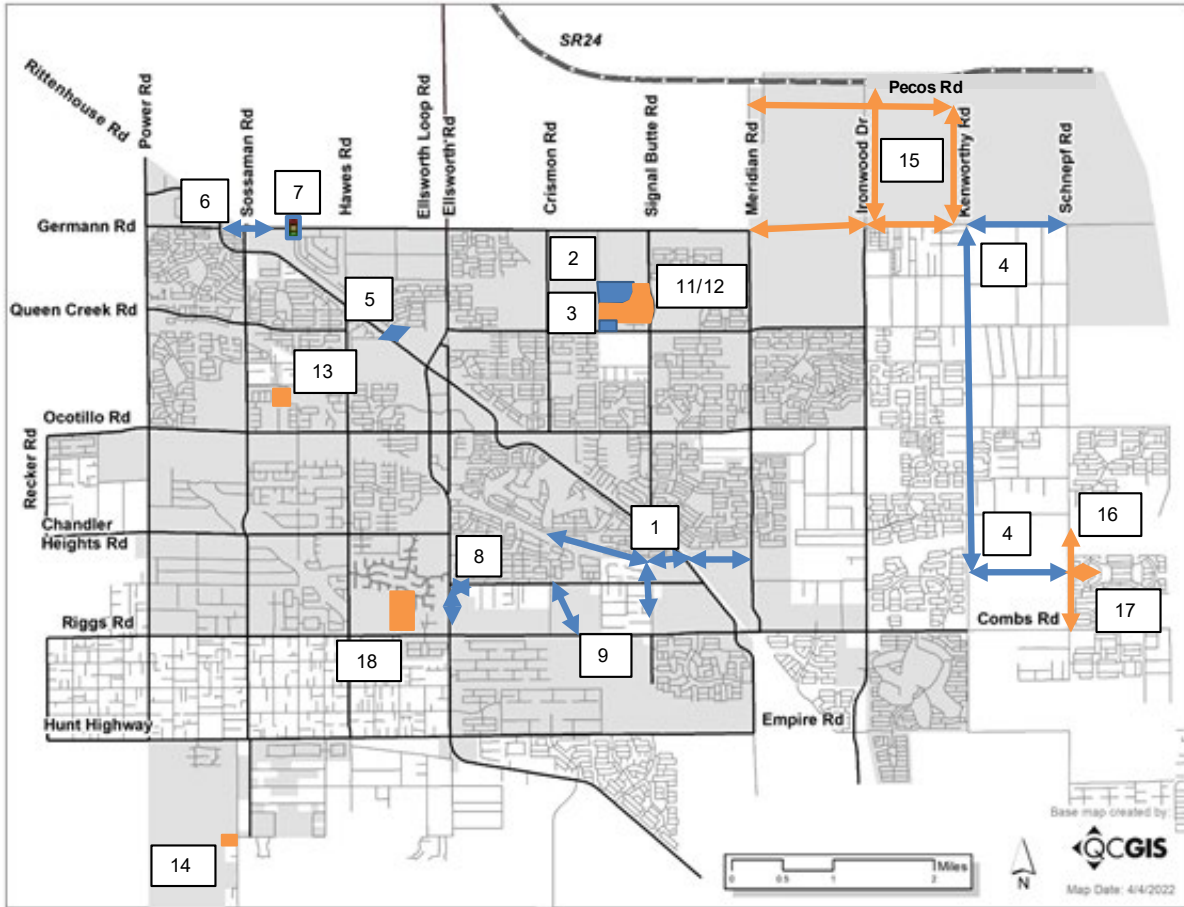 SR24
Rittenhouse Rd
Power Rd
Sossaman Rd
Hawes Rd
Ellsworth Loop Rd
Ellsworth Rd
Crismon Rd
Signal Butte Rd
Meridian Rd
Ironwood Dr
Pecos Rd
Kenworthy Rd
Schnepf Rd
15
6
7
Germann Rd
2
11/12
4
5
3
Queen Creek Rd
13
Ocotillo Rd
Recker Rd
Chandler
Heights Rd
1
4
16
8
Riggs Rd
Combs Rd
17
18
9
Hunt Highway
Empire Rd
14
Base map created by:
QCGIS
Map Date: 4/4/2022
Miles
0 0.5 1 2
N